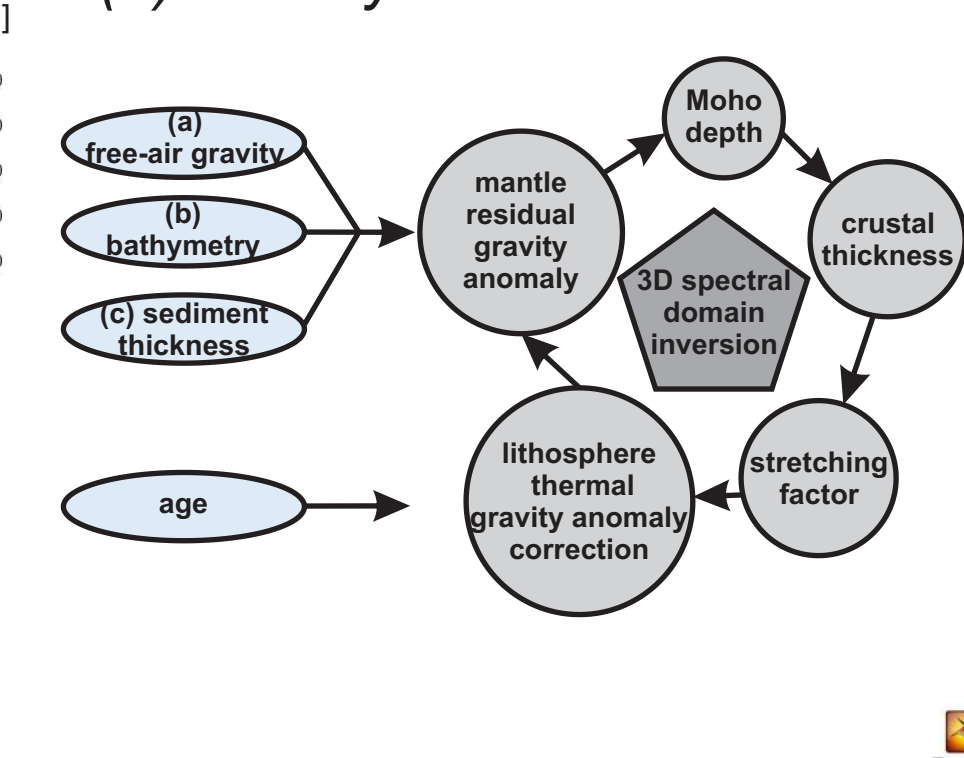 ]
(a)
free-air gravity
(b)
bathymetry
(c) sediment
thickness
age
mantle
residual
gravity
anomaly
Moho
depth
crustal
thickness
3D spectral
domain
inversion
stretching
factor
lithosphere
thermal
gravity anomaly
correction